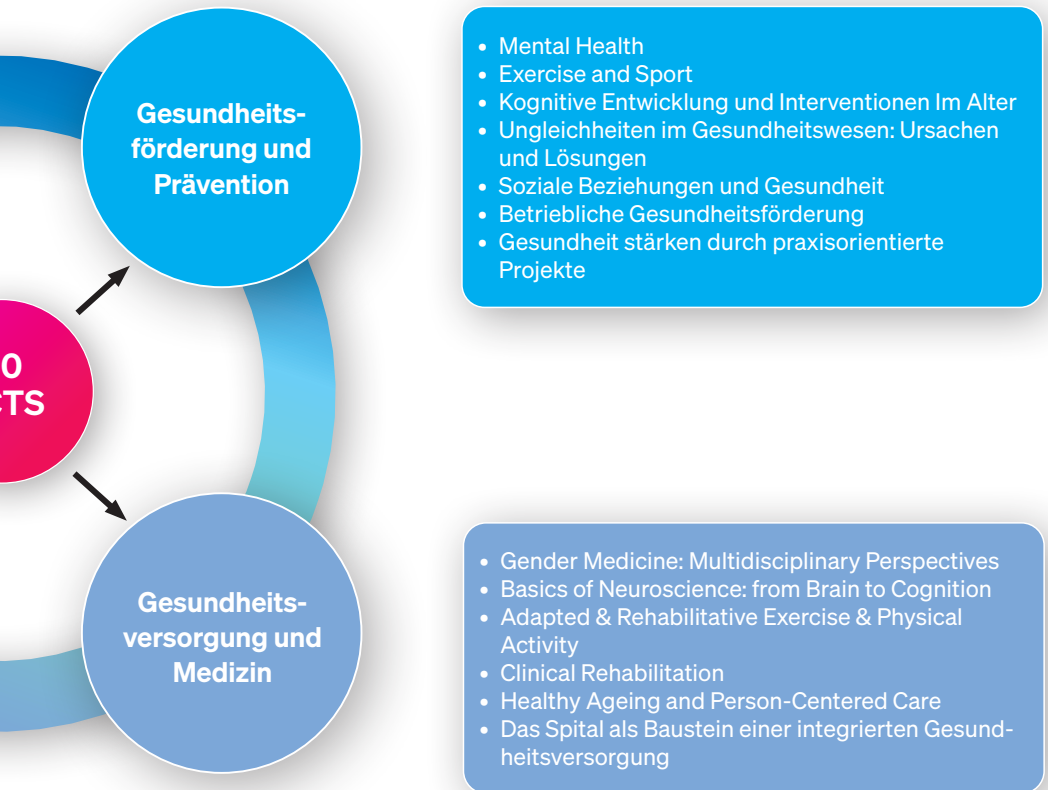 Gesundheits-
förderung und
Prävention
• Mental Health
• Exercise and Sport
• Kognitive Entwicklung und Interventionen Im Alter
• Ungleichheiten im Gesundheitswesen: Ursachen
und Lösungen
• Soziale Beziehungen und Gesundheit
• Betriebliche Gesundheitsförderung
• Gesundheit stärken durch praxisorientierte
Projekte
0
CTS
Gesundheits-
versorgung und
Medizin
• Gender Medicine: Multidisciplinary Perspectives
• Basics of Neuroscience: from Brain to Cognition
• Adapted & Rehabilitative Exercise & Physical
Activity
• Clinical Rehabilitation
• Healthy Ageing and Person-Centered Care
• Das Spital als Baustein einer integrierten Gesund-
heitsversorgung